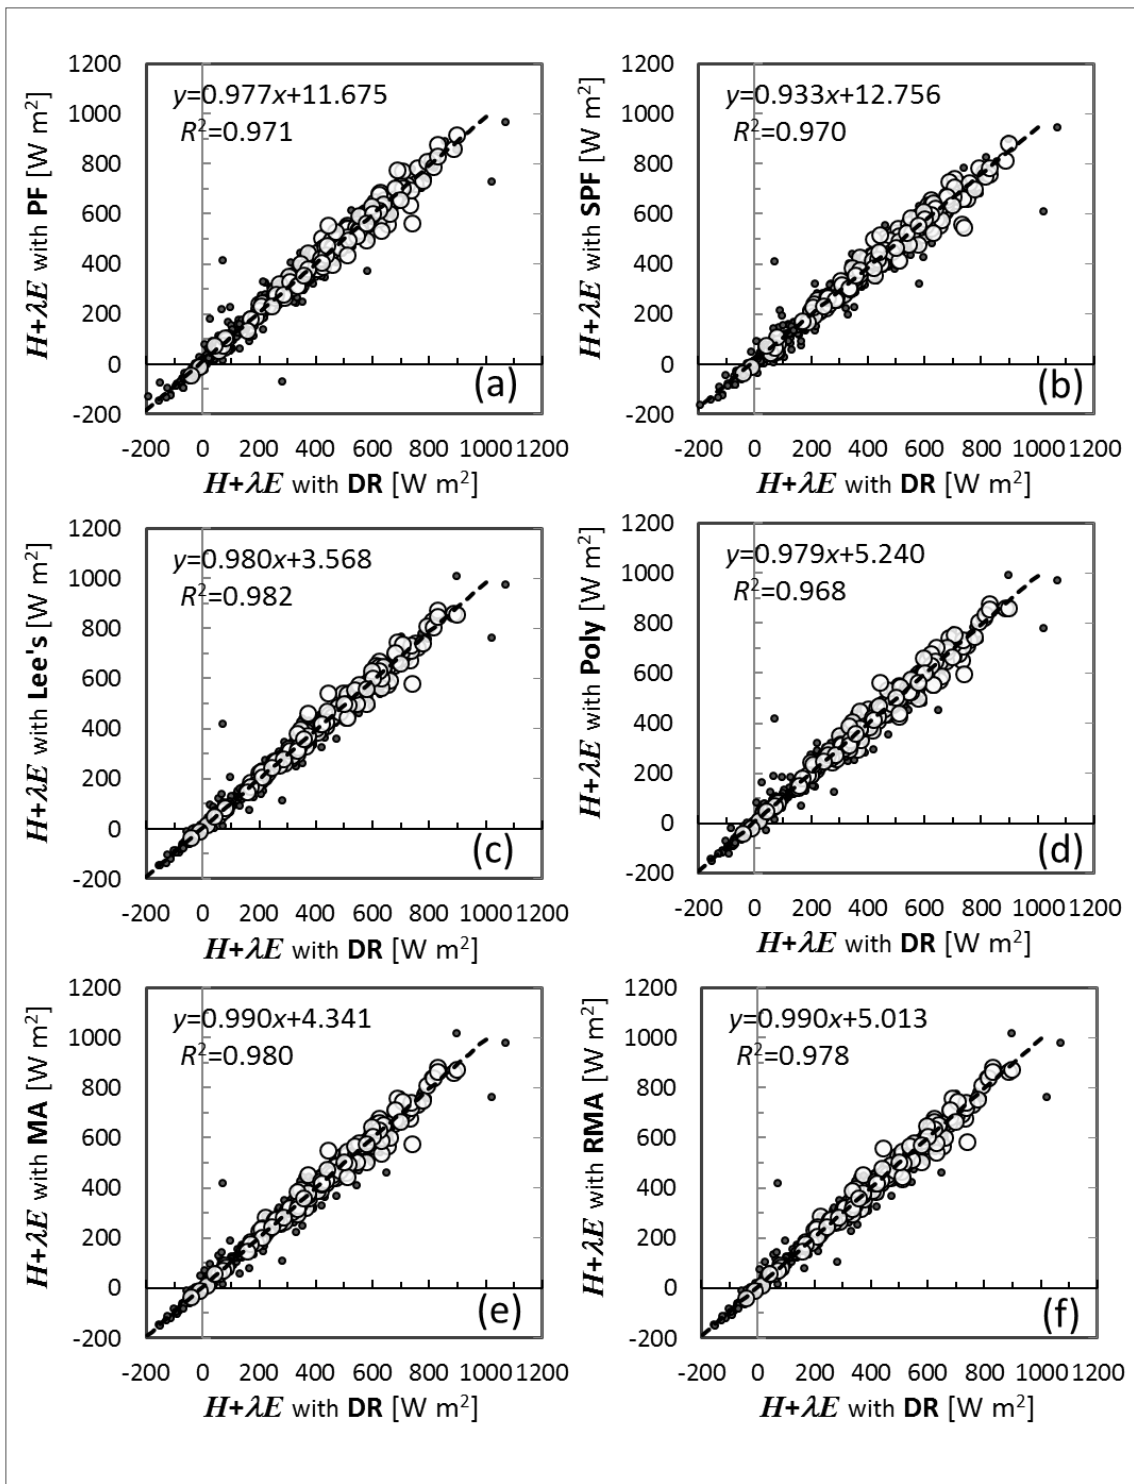 y=0.977x+11.675
R²=0.971
H+λE with PF [W m²]
1200
1000
800
600
400
200
0
-200
-200 0 200 400 600 800 1000 1200
H+λE with DR [W m²]
(a)
y=0.933x+12.756
R²=0.970
H+λE with SPF [W m²]
1200
1000
800
600
400
200
0
-200
-200 0 200 400 600 800 1000 1200
H+λE with DR [W m²]
(b)
y=0.980x+3.568
R²=0.982
H+λE with Lee's [W m²]
1200
1000
800
600
400
200
0
-200
-200 0 200 400 600 800 1000 1200
H+λE with DR [W m²]
(c)
y=0.979x+5.240
R²=0.968
H+λE with Poly [W m²]
1200
1000
800
600
400
200
0
-200
-200 0 200 400 600 800 1000 1200
H+λE with DR [W m²]
(d)
y=0.990x+4.341
R²=0.980
H+λE with MA [W m²]
1200
1000
800
600
400
200
0
-200
-200 0 200 400 600 800 1000 1200
H+λE with DR [W m²]
(e)
y=0.990x+5.013
R²=0.978
H+λE with RMA [W m²]
1200
1000
800
600
400
200
0
-200
-200 0 200 400 600 800 1000 1200
H+λE with DR [W m²]
(f)